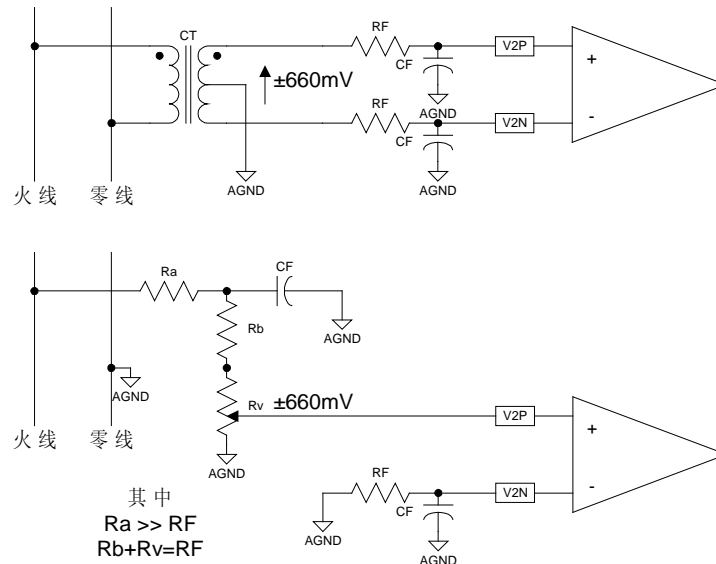 CT
RF
CF
V2P
±660mV
+
AGND
RF
CF
V2N
-
AGND
AGND
火线
零线
Ra
CF
AGND
Rb
AGND
Rv
±660mV
V2P
+
火线
零线
AGND
RF
CF
V2N
-
AGND
AGND
其中
Ra >> RF
Rb+Rv=RF